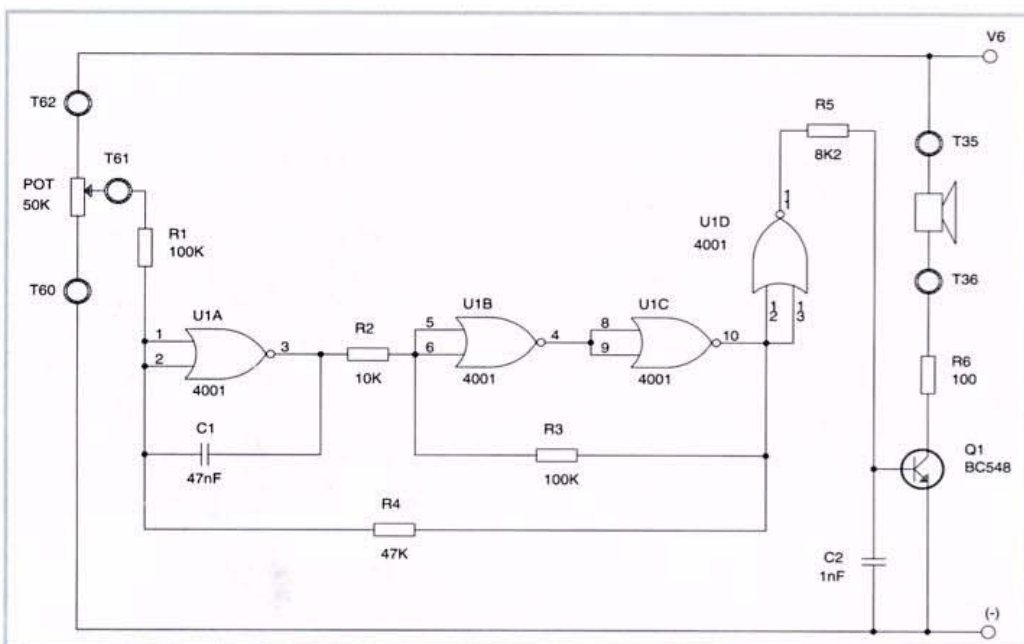 V6
T62
T61
POT
50K
R1
100K
T60
R5
8K2
T35
U1D
4001
1
1
T36
U1A
1
2
3
4001
R2
10K
U1B
5
6
4
4001
U1C
8
9
10
4001
1
2
1
3
R6
100
C1
47nF
R3
100K
Q1
BC548
R4
47K
C2
1nF
(-)